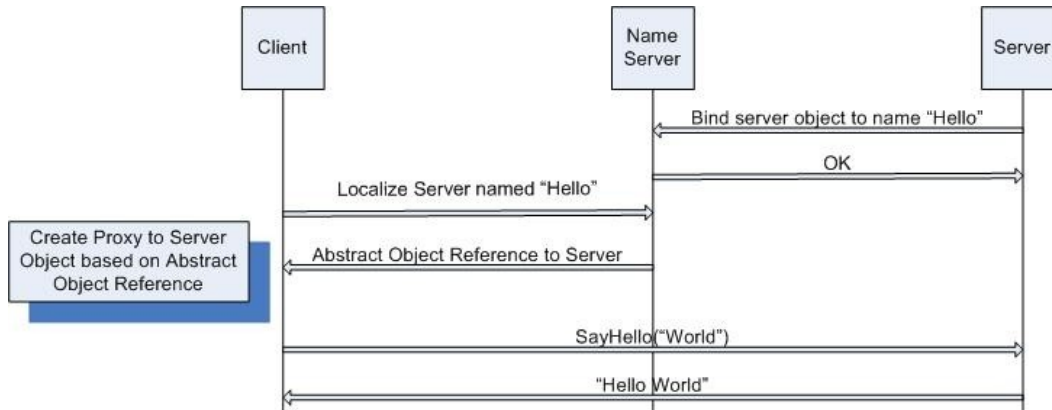 Client
Name
Server
Server
Bind server object to name “Hello”
OK
Localize Server named “Hello”
Create Proxy to Server
Object based on Abstract
Object Reference
Abstract Object Reference to Server
SayHello(“World”)
“Hello World”